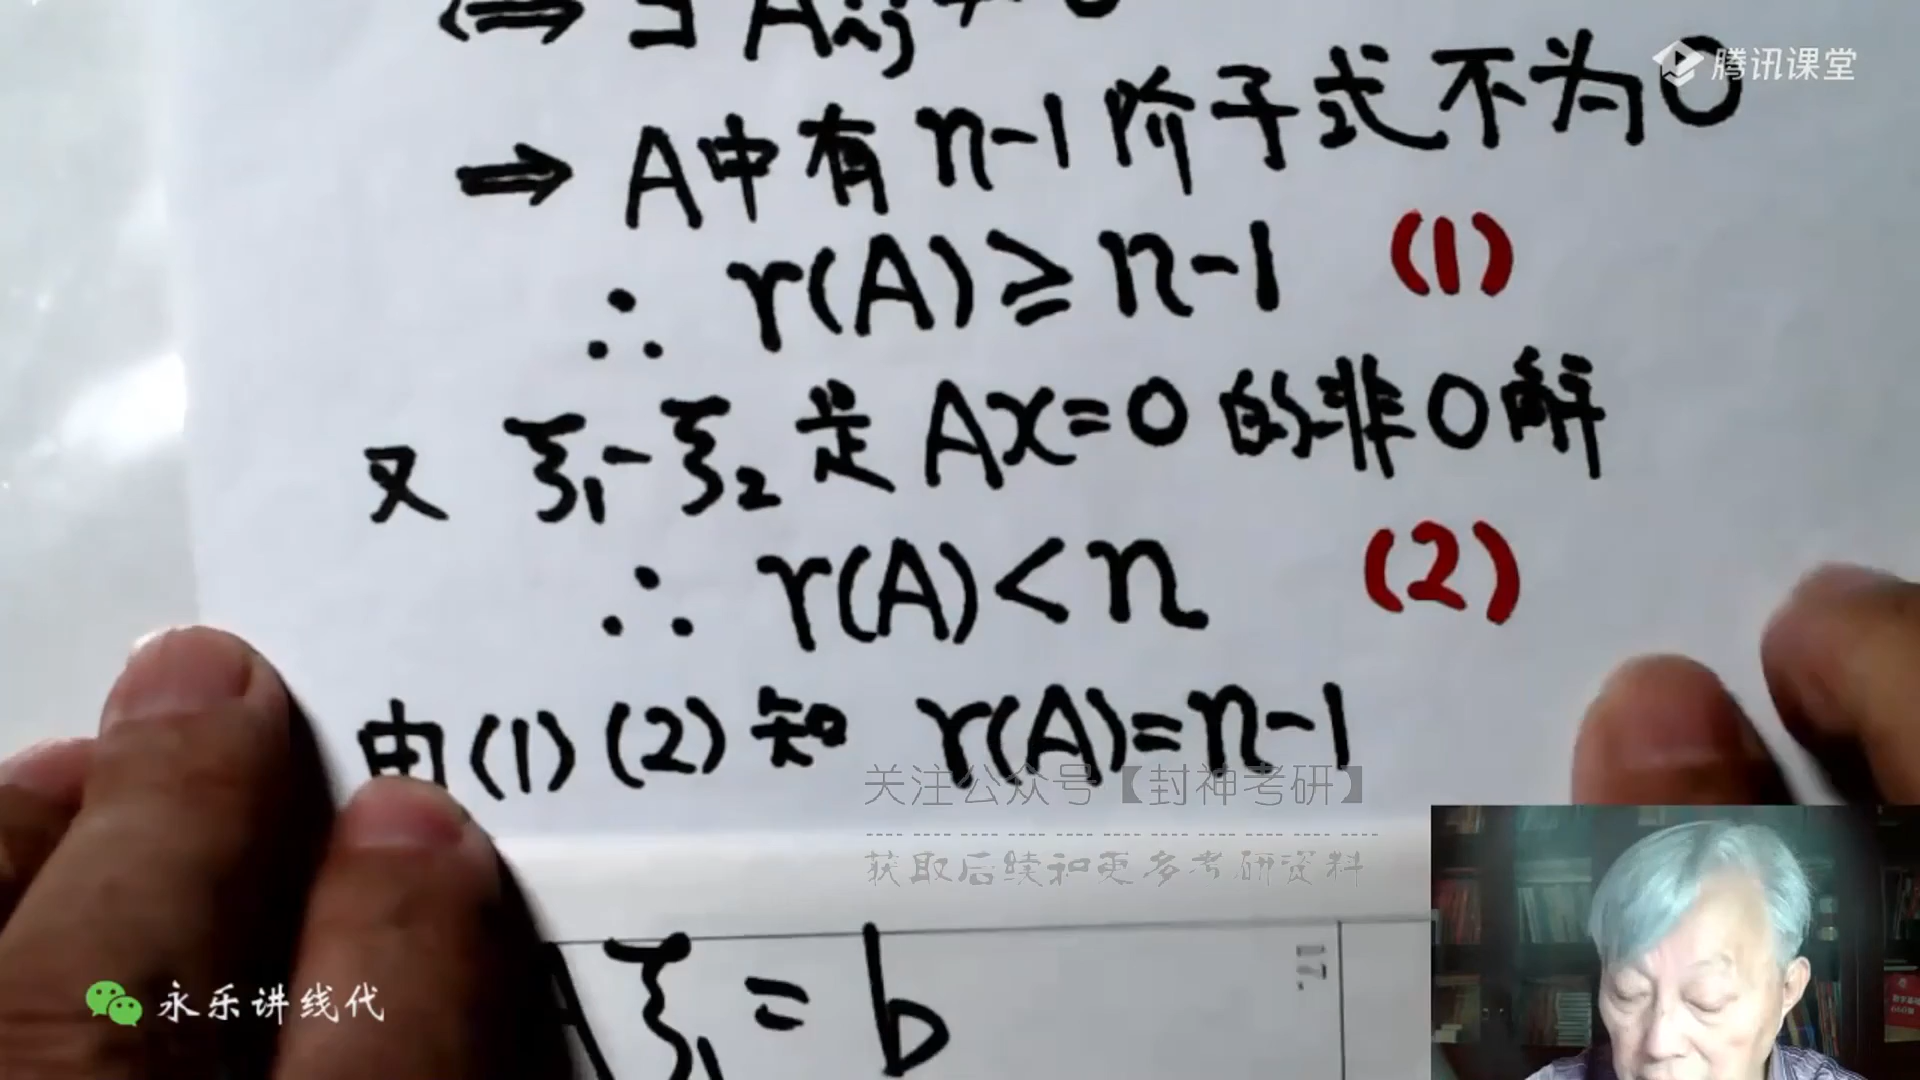 ⟺ ∃ Aij ≠ 0
腾讯课堂
⇒ A中有 n-1 阶子式不为0
∴ r(A) ≥ n-1 (1)
又 ξ1-ξ2 是 Ax=0 的非0解
∴ r(A) < n (2)
由(1)(2)知 r(A)=n-1
关注公众号【封神考研】
获取后续和更多考研资料
Aξ1 = b
永乐讲线代